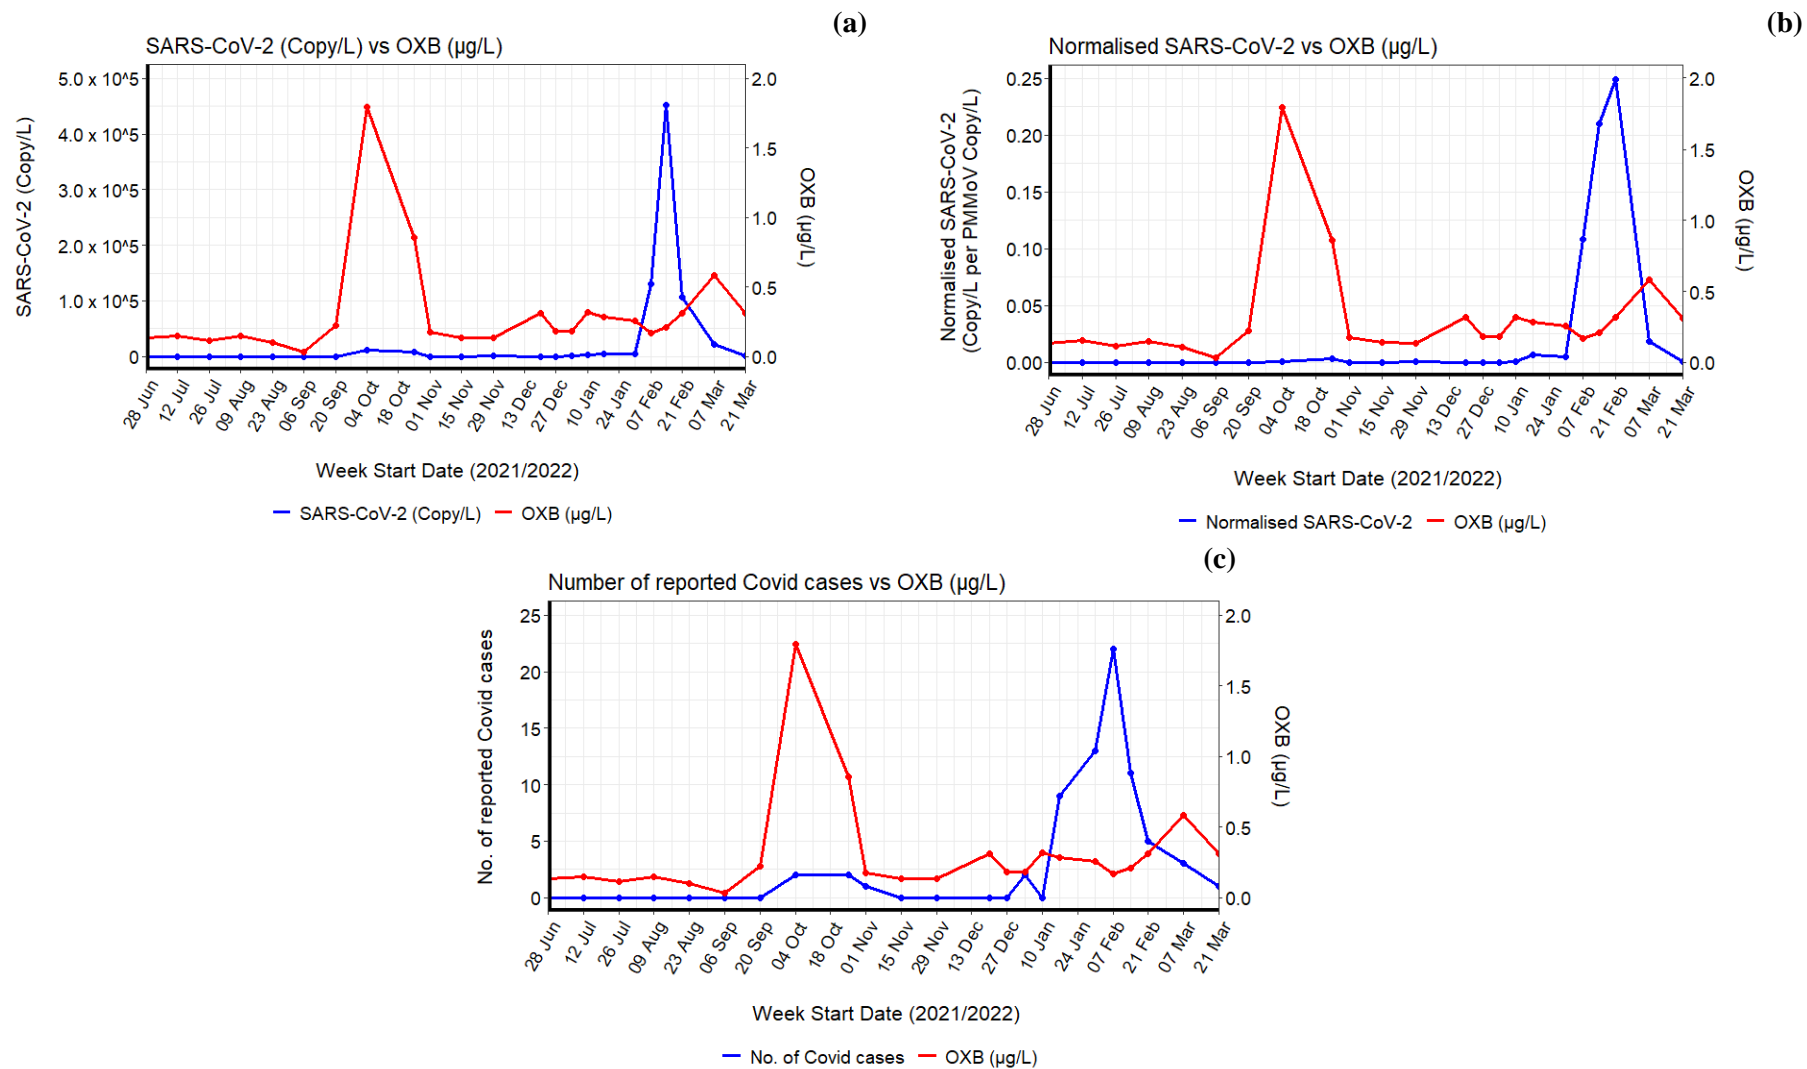 (a)
SARS-CoV-2 (Copy/L) vs OXB (µg/L)
SARS-CoV-2 (Copy/L)
5.0 x 10^5
4.0 x 10^5
3.0 x 10^5
2.0 x 10^5
1.0 x 10^5
0
2.0
1.5
1.0
0.5
0.0
OXB (µg/L)
28 Jun
12 Jul
26 Jul
09 Aug
23 Aug
06 Sep
20 Sep
04 Oct
18 Oct
01 Nov
15 Nov
29 Nov
13 Dec
27 Dec
10 Jan
24 Jan
07 Feb
21 Feb
07 Mar
21 Mar
Week Start Date (2021/2022)
SARS-CoV-2 (Copy/L) OXB (µg/L)
(b)
Normalised SARS-CoV-2 vs OXB (µg/L)
Normalised SARS-CoV-2
(Copy/L per PMMoV Copy/L)
0.25
0.20
0.15
0.10
0.05
0.00
2.0
1.5
1.0
0.5
0.0
OXB (µg/L)
28 Jun
12 Jul
26 Jul
09 Aug
23 Aug
06 Sep
20 Sep
04 Oct
18 Oct
01 Nov
15 Nov
29 Nov
13 Dec
27 Dec
10 Jan
24 Jan
07 Feb
21 Feb
07 Mar
21 Mar
Week Start Date (2021/2022)
Normalised SARS-CoV-2 OXB (µg/L)
(c)
Number of reported Covid cases vs OXB (µg/L)
No. of reported Covid cases
25
20
15
10
5
0
2.0
1.5
1.0
0.5
0.0
OXB (µg/L)
28 Jun
12 Jul
26 Jul
09 Aug
23 Aug
06 Sep
20 Sep
04 Oct
18 Oct
01 Nov
15 Nov
29 Nov
13 Dec
27 Dec
10 Jan
24 Jan
07 Feb
21 Feb
07 Mar
21 Mar
Week Start Date (2021/2022)
No. of Covid cases OXB (µg/L)